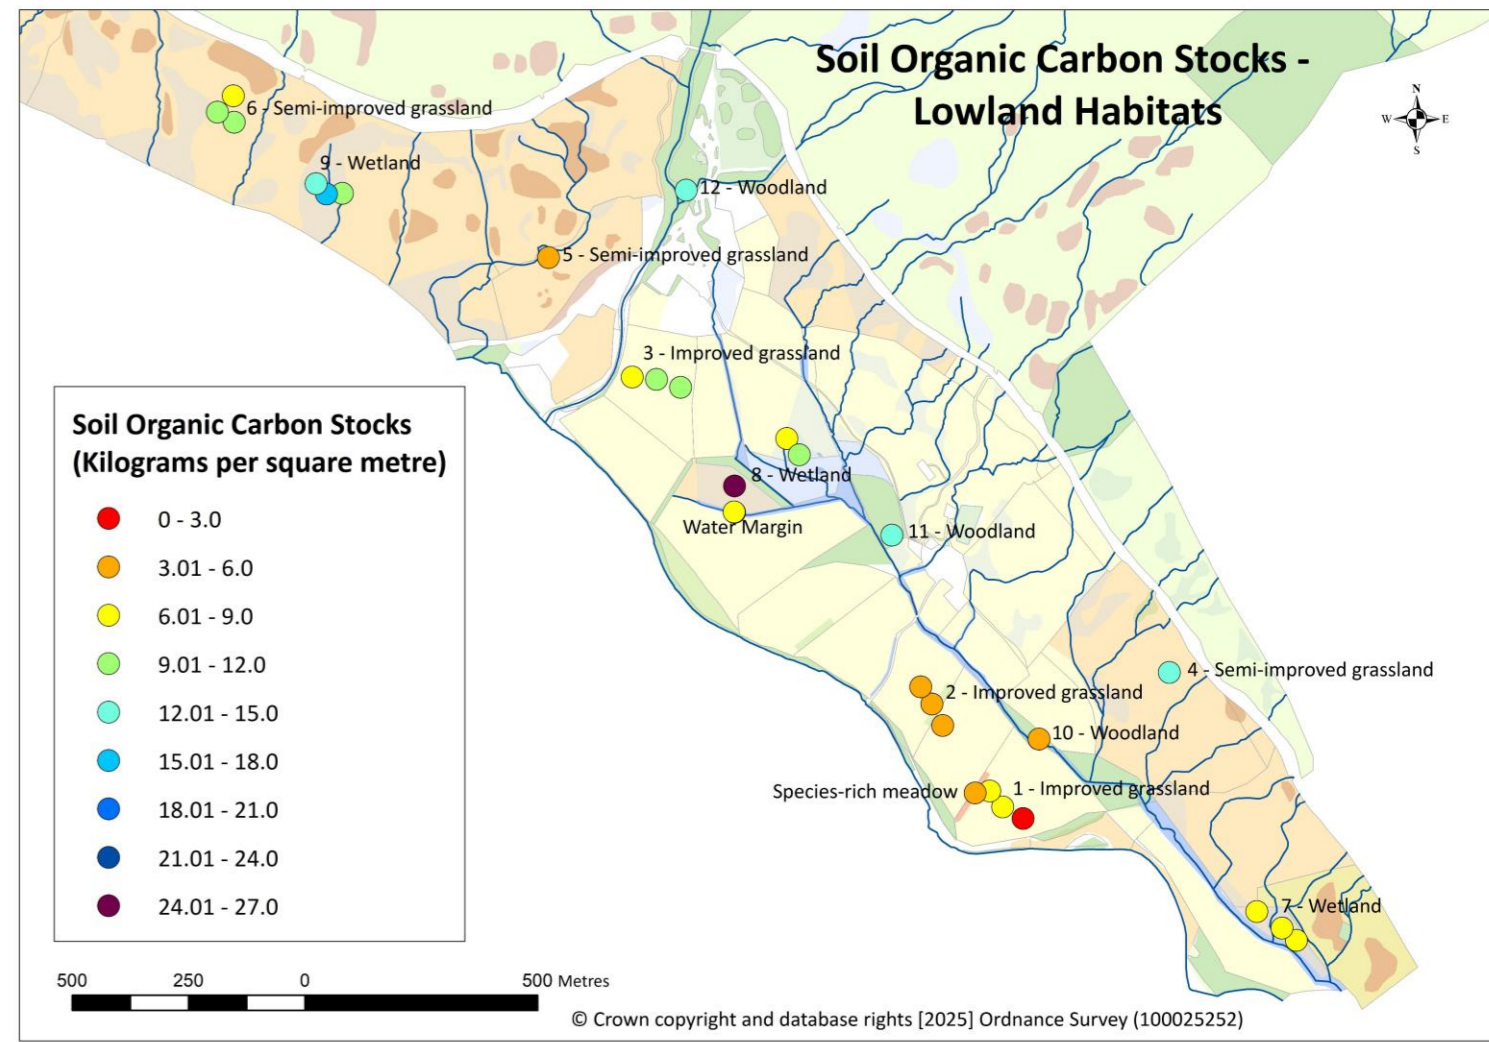 Soil Organic Carbon Stocks -
Lowland Habitats
N
W E
S
6 - Semi-improved grassland
9 - Wetland
12 - Woodland
5 - Semi-improved grassland
3 - Improved grassland
8 - Wetland
Water Margin
11 - Woodland
4 - Semi-improved grassland
2 - Improved grassland
10 - Woodland
Species-rich meadow
1 - Improved grassland
7 - Wetland
Soil Organic Carbon Stocks
(Kilograms per square metre)
0 - 3.0
3.01 - 6.0
6.01 - 9.0
9.01 - 12.0
12.01 - 15.0
15.01 - 18.0
18.01 - 21.0
21.01 - 24.0
24.01 - 27.0
500 250 0 500 Metres
© Crown copyright and database rights [2025] Ordnance Survey (100025252)